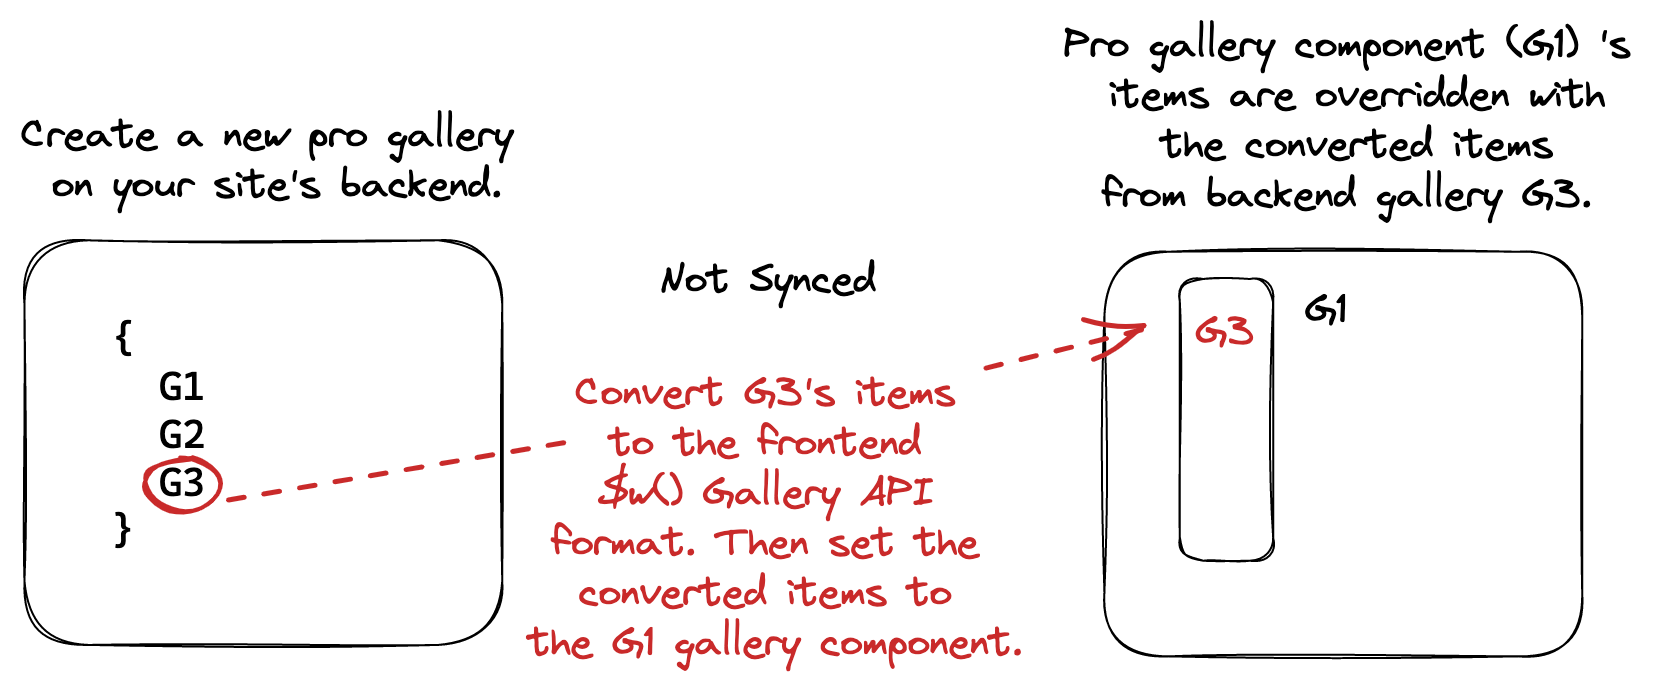 Create a new pro gallery
on your site's backend.
{
G1
G2
G3
}
Not Synced
Convert G3's items
to the frontend
$w() Gallery API
format. Then set the
converted items to
the G1 gallery component.
Pro gallery component (G1) 's
items are overridden with
the converted items
from backend gallery G3.
G3
G1